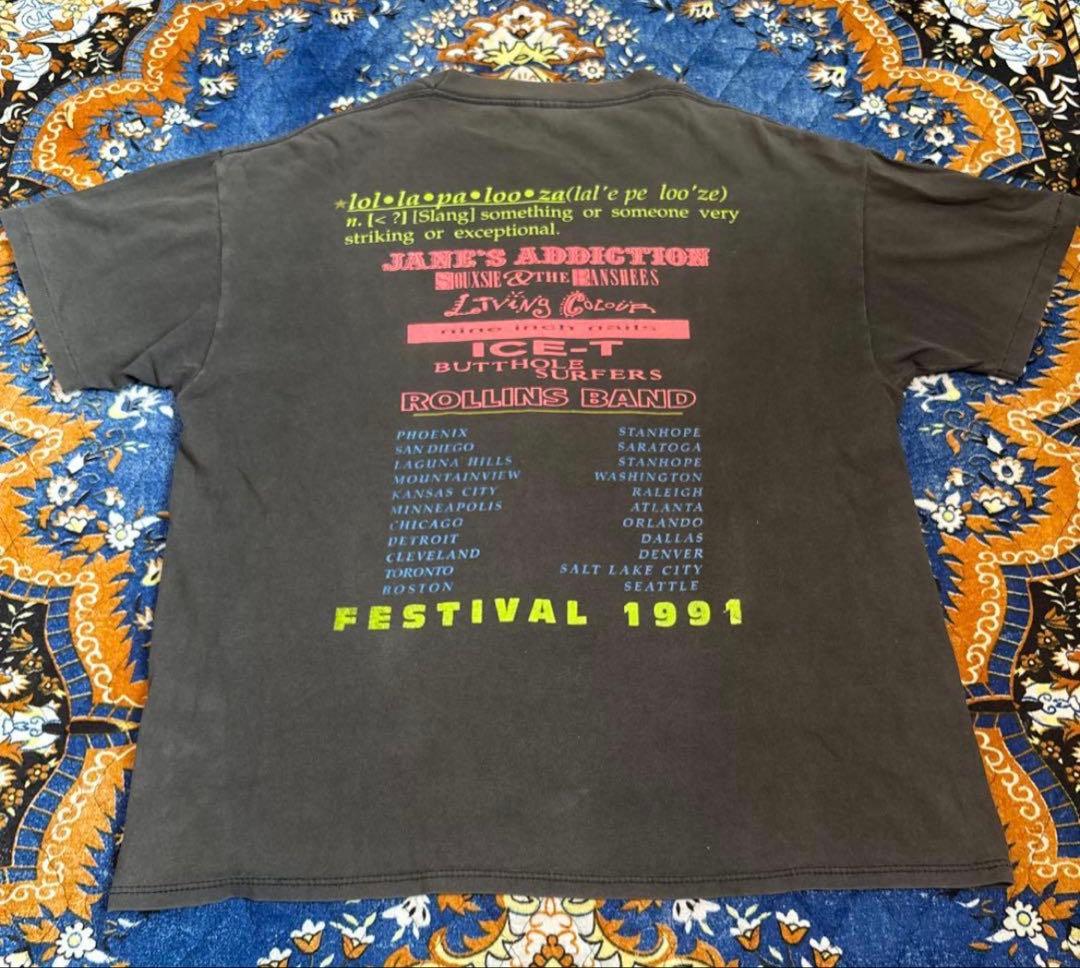 ★lol•la•pa•loo•za(lal'e pe loo'ze)
n. [< ?] [Slang] something or someone very
striking or exceptional.
JANE'S ADDICTION
SIOUXSIE & THE BANSHEES
LIVING COLOUR
nine inch nails
ICE-T
BUTTHOLE
SURFERS
ROLLINS BAND
PHOENIX STANHOPE
SAN DIEGO SARATOGA
LAGUNA HILLS STANHOPE
MOUNTAINVIEW WASHINGTON
KANSAS CITY RALEIGH
MINNEAPOLIS ATLANTA
CHICAGO ORLANDO
DETROIT DALLAS
CLEVELAND DENVER
TORONTO SALT LAKE CITY
BOSTON SEATTLE
FESTIVAL 1991